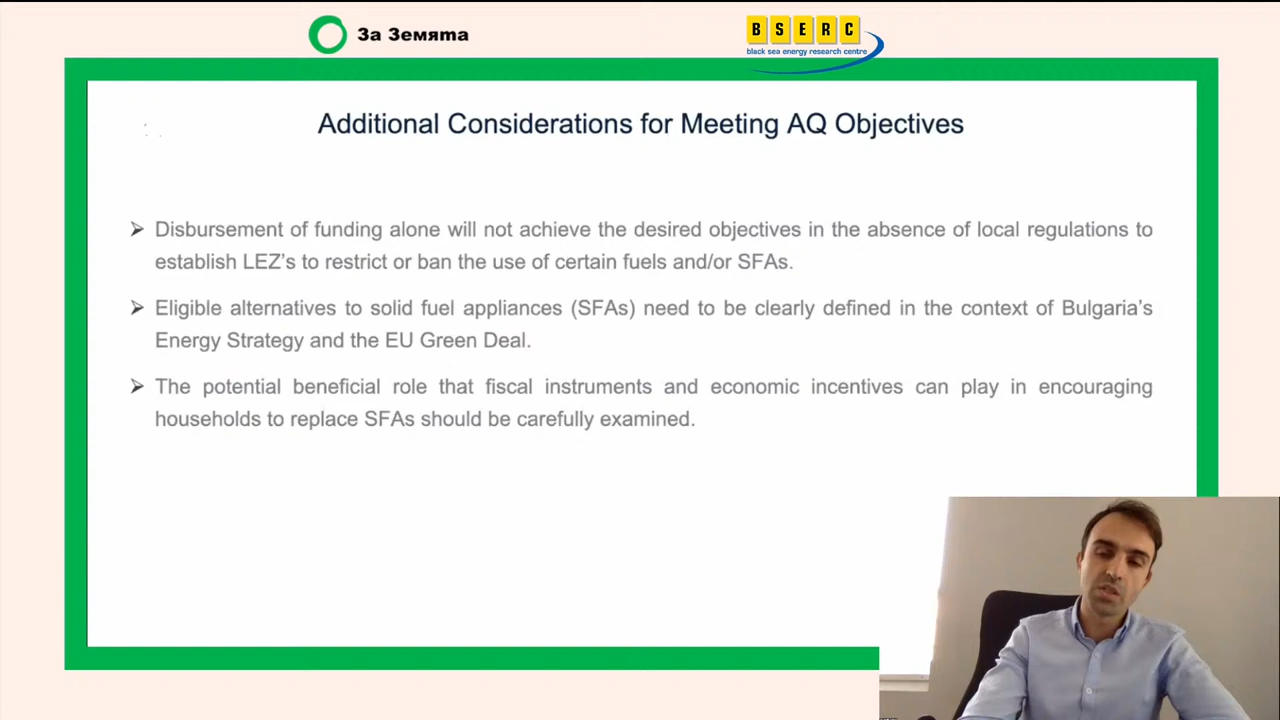 За Земята
BSERC
black sea energy research centre
Additional Considerations for Meeting AQ Objectives
➢ Disbursement of funding alone will not achieve the desired objectives in the absence of local regulations to
establish LEZ's to restrict or ban the use of certain fuels and/or SFAs.
➢ Eligible alternatives to solid fuel appliances (SFAs) need to be clearly defined in the context of Bulgaria's
Energy Strategy and the EU Green Deal.
➢ The potential beneficial role that fiscal instruments and economic incentives can play in encouraging
households to replace SFAs should be carefully examined.